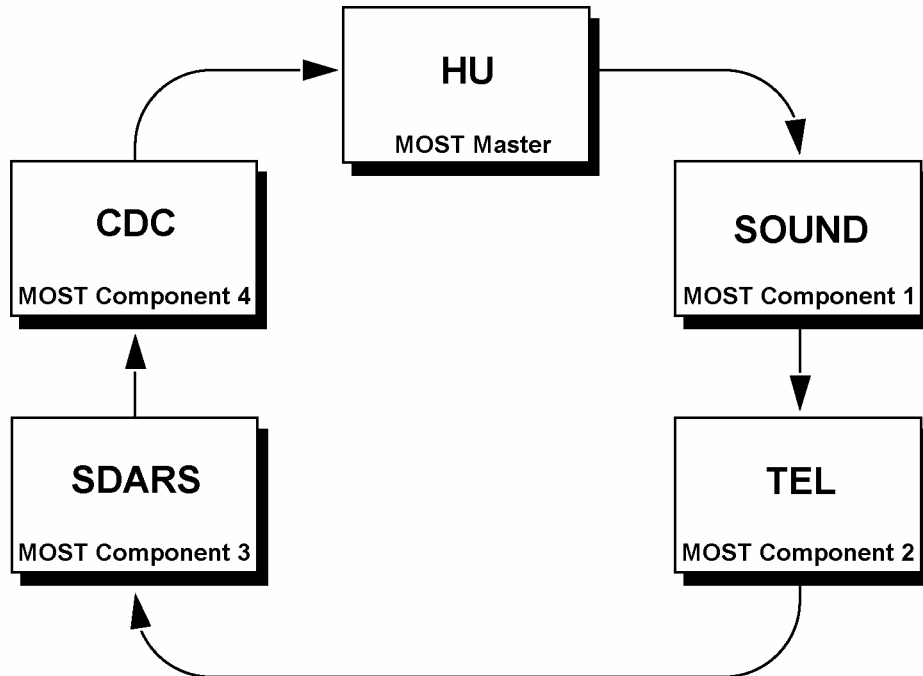 HU
MOST Master
CDC
MOST Component 4
SOUND
MOST Component 1
SDARS
MOST Component 3
TEL
MOST Component 2